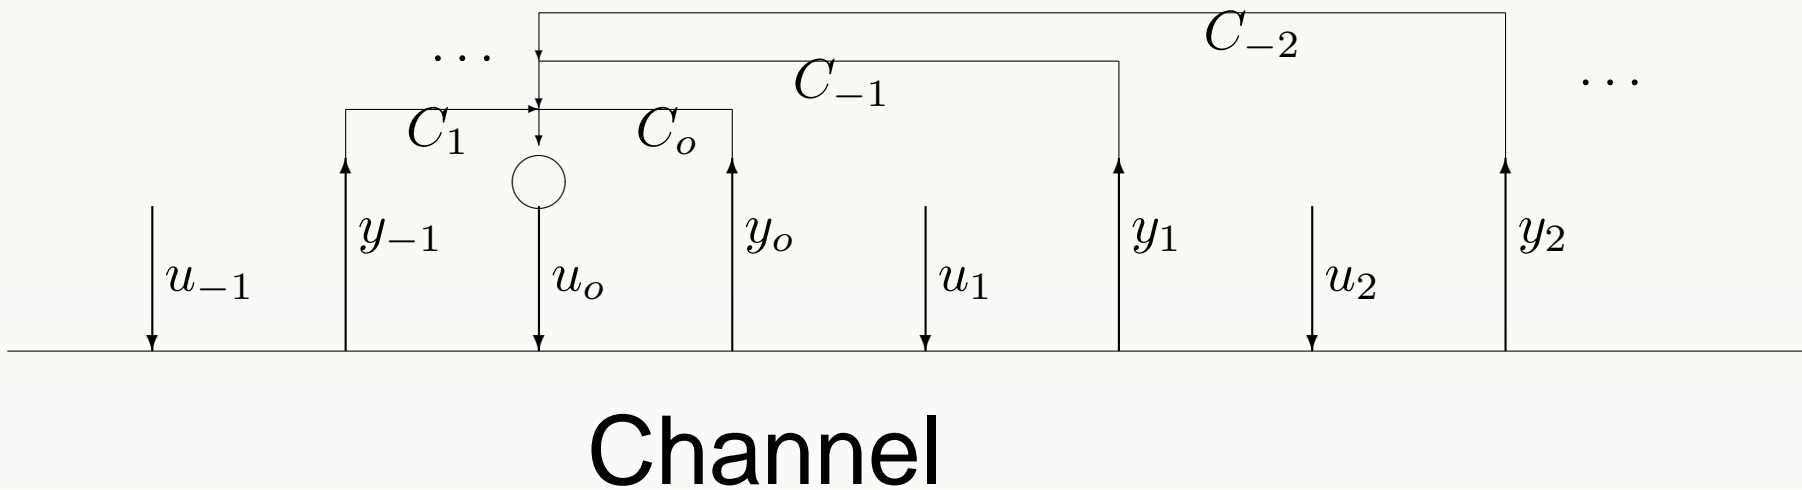 C_{-2}
⋯ ⋯
C_{-1}
C_1 C_o
y_{-1} y_o y_1 y_2
u_{-1} u_o u_1 u_2
Channel